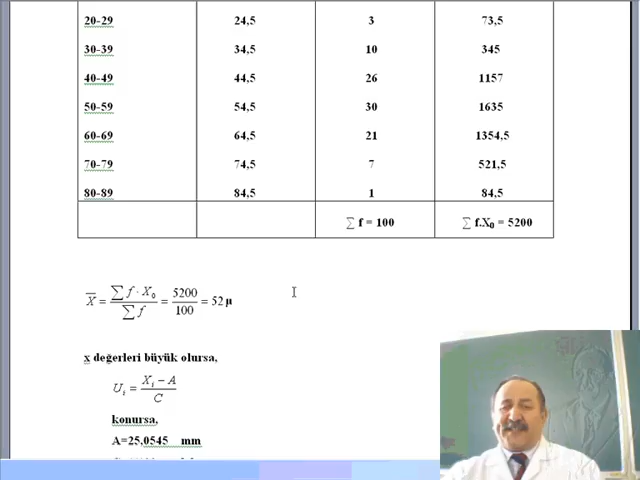 20-29 24,5 3 73,5
30-39 34,5 10 345
40-49 44,5 26 1157
50-59 54,5 30 1635
60-69 64,5 21 1354,5
70-79 74,5 7 521,5
80-89 84,5 1 84,5
∑ f = 100 ∑ f.X₀ = 5200
X̄ = ∑ f · X₀ / ∑ f = 5200 / 100 = 52 µ
x değerleri büyük olursa,
Uᵢ = Xᵢ − A / C
konursa,
A=25,0545 mm